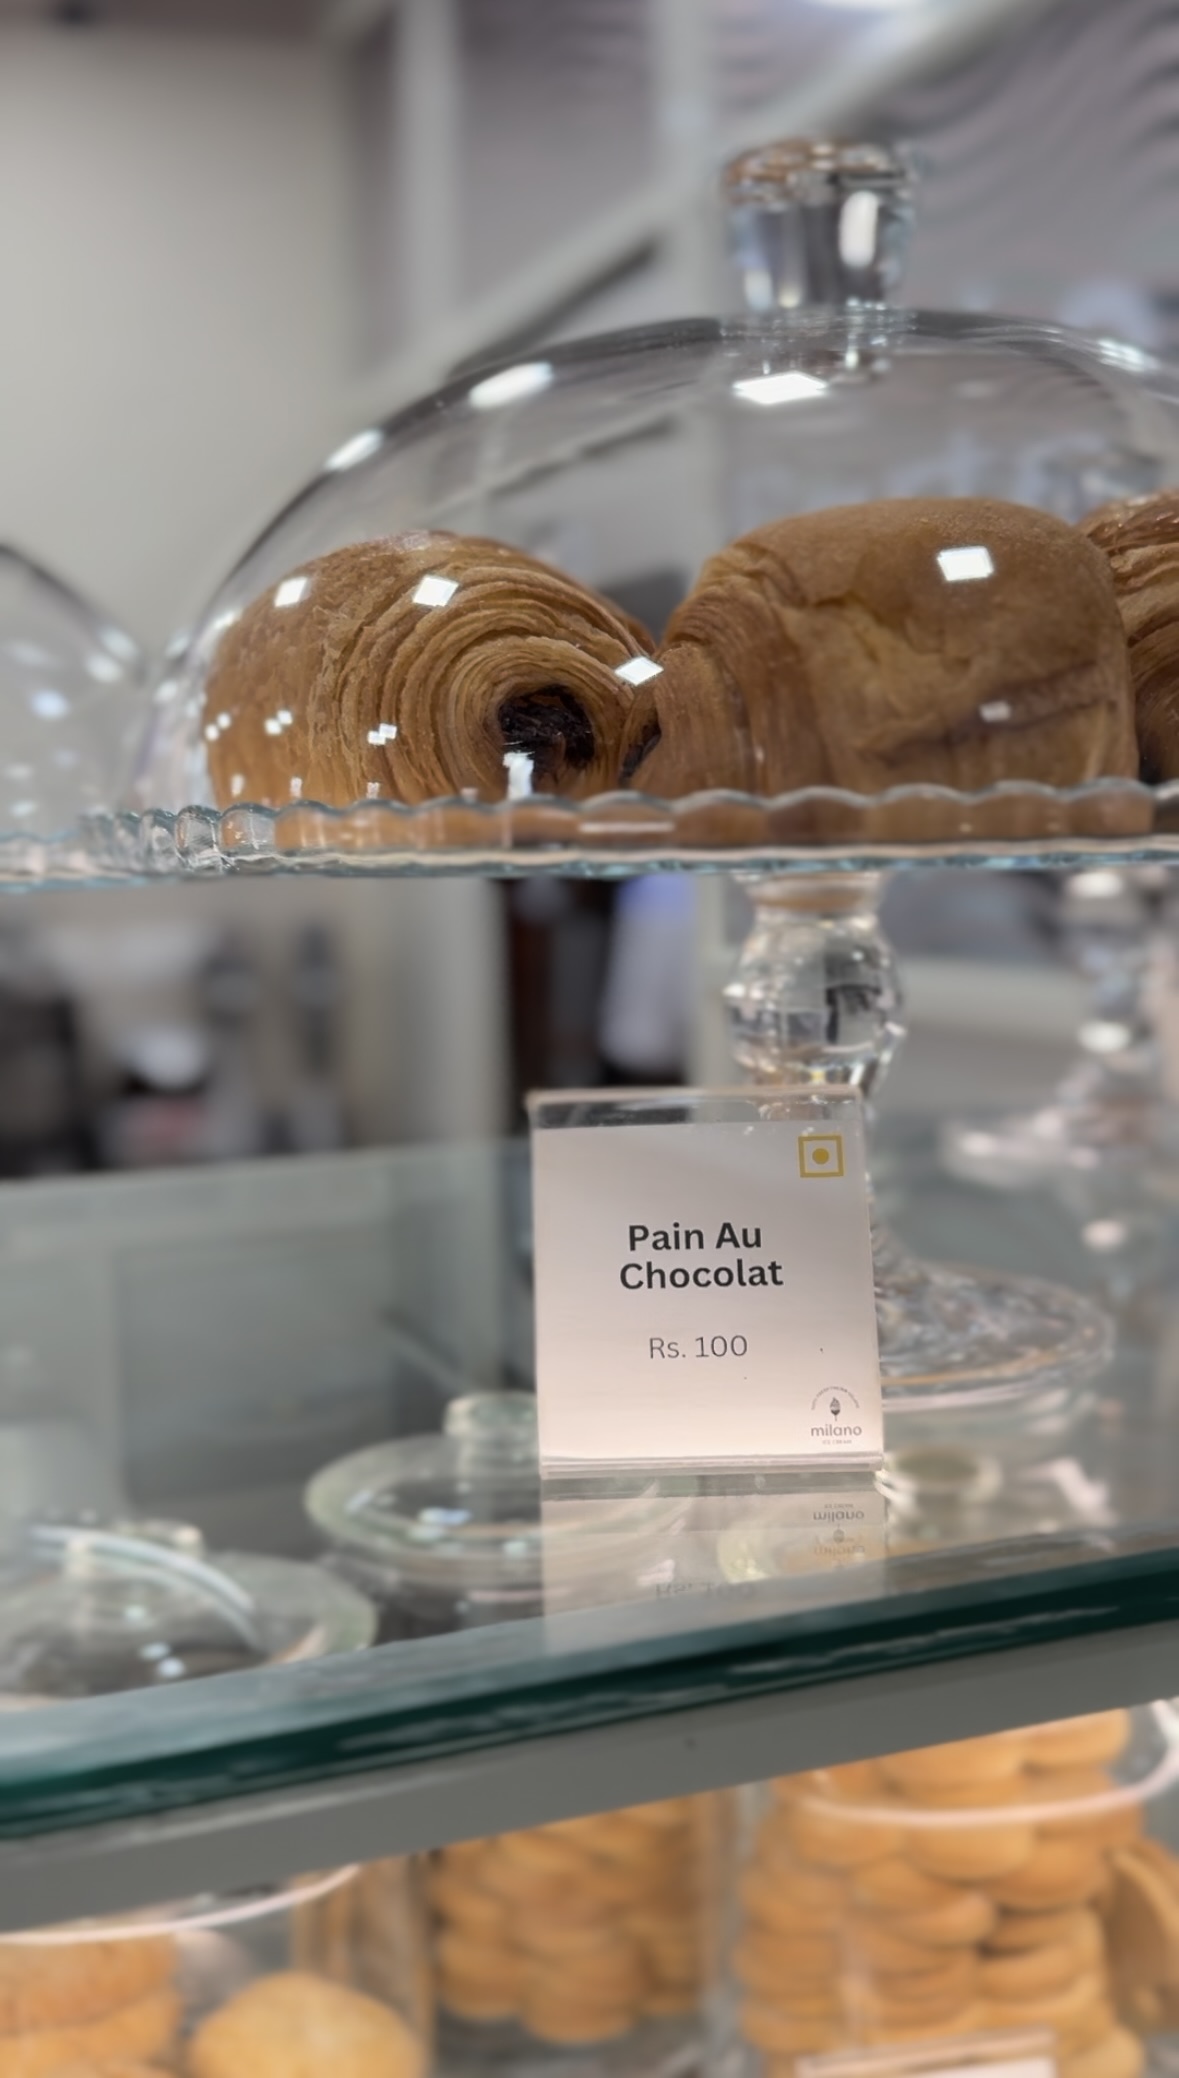 Pain Au
Chocolat
Rs. 100
milano